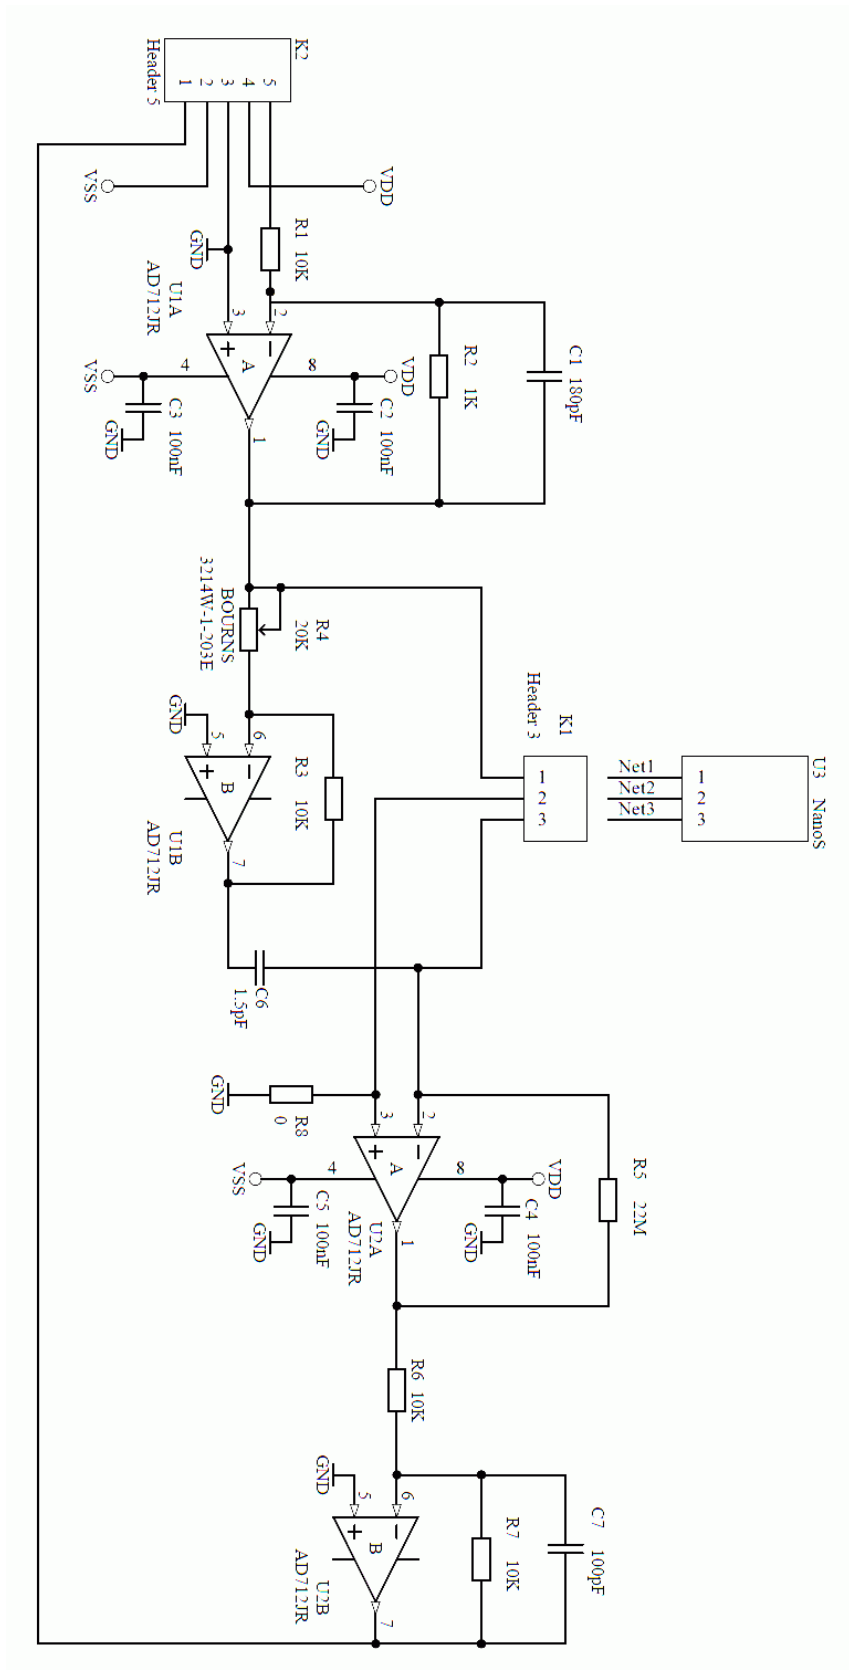 K2
Header 5
1
2
3
4
5
VSS
VDD
GND
R1 10K
U1A
AD712JR
3
2
A
4
8
VSS
VDD
C3 100nF
GND
C2 100nF
GND
1
R2 1K
C1 180pF
R4
20K
BOURNS
3214W-1-203E
GND
5
6
B
U1B
AD712JR
7
R3 10K
K1
Header 3
1
2
3
Net1
Net2
Net3
U3 NanoS
1
2
3
C6
1.5pF
GND
R8
0
3
2
A
4
8
VSS
VDD
C5 100nF
GND
C4 100nF
GND
U2A
AD712JR
1
R5 22M
R6 10K
GND
5
6
B
U2B
AD712JR
7
R7 10K
C7 100pF